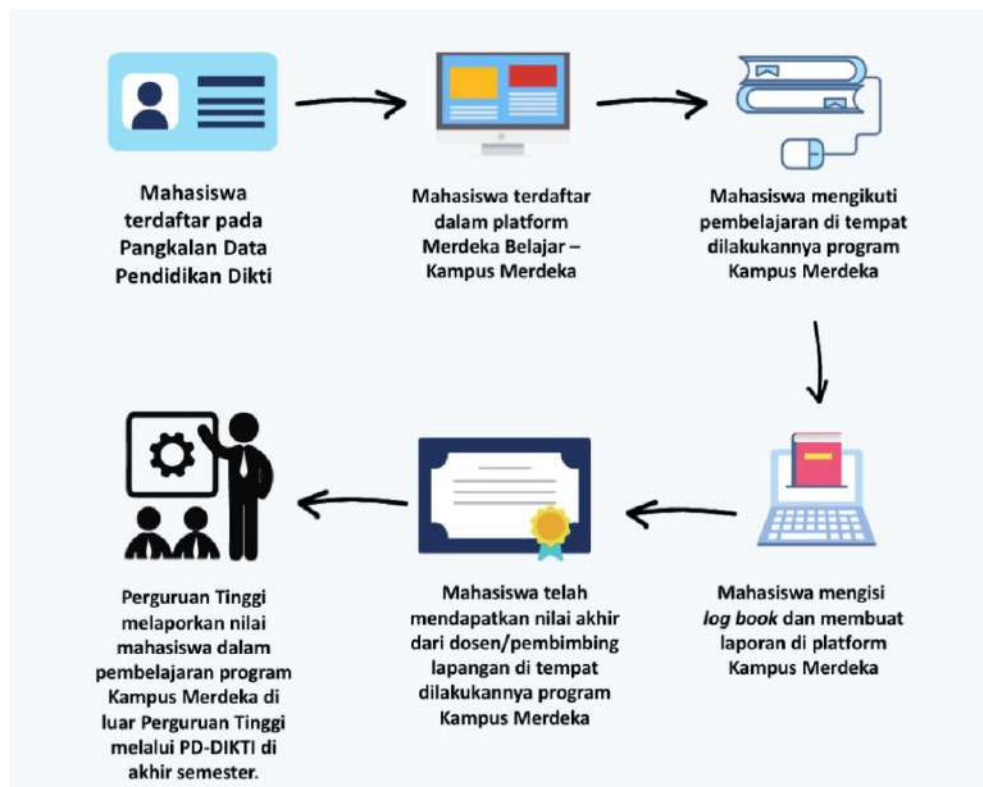 Mahasiswa
terdaftar pada
Pangkalan Data
Pendidikan Dikti
Mahasiswa terdaftar
dalam platform
Merdeka Belajar –
Kampus Merdeka
Mahasiswa mengikuti
pembelajaran di tempat
dilakukannya program
Kampus Merdeka
Mahasiswa mengisi
log book dan membuat
laporan di platform
Kampus Merdeka
Mahasiswa telah
mendapatkan nilai akhir
dari dosen/pembimbing
lapangan di tempat
dilakukannya program
Kampus Merdeka
Perguruan Tinggi
melaporkan nilai
mahasiswa dalam
pembelajaran program
Kampus Merdeka di
luar Perguruan Tinggi
melalui PD-DIKTI di
akhir semester.